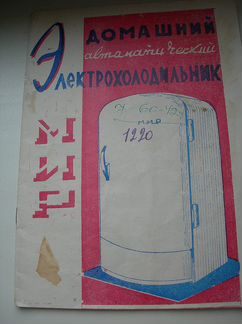 ДОМАШНИЙ
автоматический
Электрохолодильник
МИР
1220